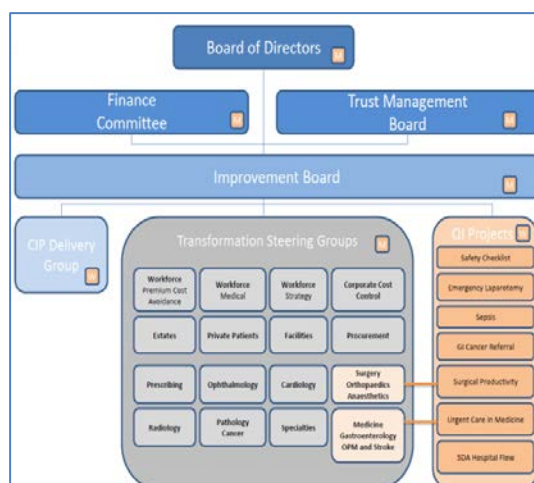 Board of Directors
M
Finance
Committee
M
Trust Management
Board
M
Improvement Board
M
CIP Delivery
Group
W
Transformation Steering Groups
M
QI Projects
W
Workforce
Premium Cost
Avoidance
Workforce
Medical
Workforce
Strategy
Corporate Cost
Control
Estates
Private Patients
Facilities
Procurement
Prescribing
Ophthalmology
Cardiology
Surgery
Orthopaedics
Anaesthetics
Radiology
Pathology
Cancer
Specialties
Medicine
Gastroenterology
OPM and Stroke
Safety Checklist
Emergency Laparotomy
Sepsis
GI Cancer Referral
Surgical Productivity
Urgent Care in Medicine
Hospital Flow